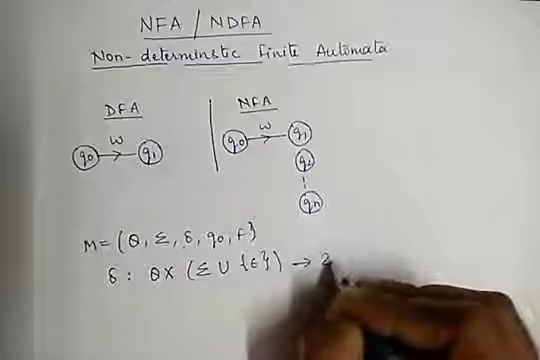 NFA / NDFA
Non-deterministic Finite Automata
DFA
NFA
q0 w q1
q0 w q1
q2
qn
M = (Q, Σ, δ, q0, F}
δ : Q X (Σ U {ε}) → 2